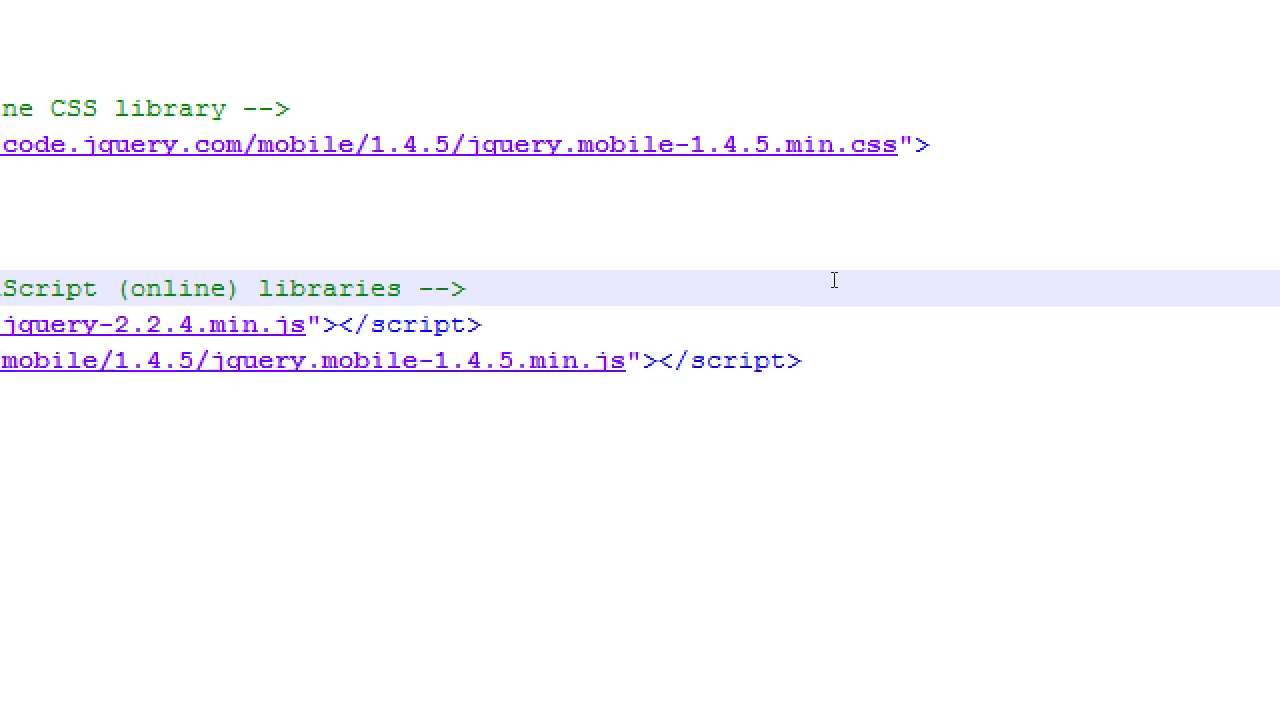 ne CSS library -->
code.jquery.com/mobile/1.4.5/jquery.mobile-1.4.5.min.css">
Script (online) libraries -->
jquery-2.2.4.min.js"></script>
mobile/1.4.5/jquery.mobile-1.4.5.min.js"></script>